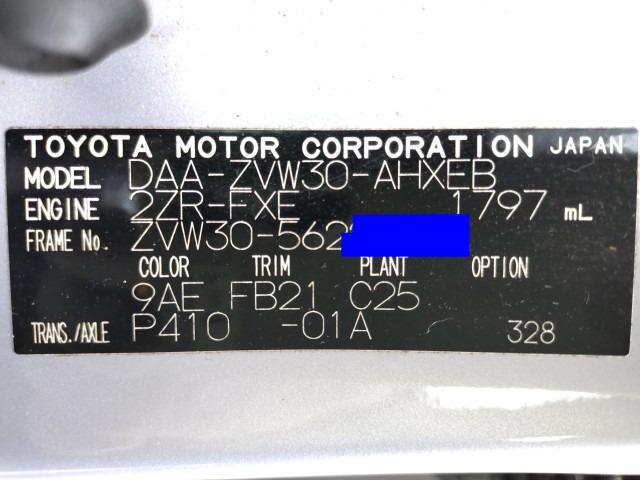 TOYOTA MOTOR CORPORATION JAPAN
MODEL DAA-ZVW30-AHXEB
ENGINE 2ZR-FXE 1797 mL
FRAME No. ZVW30-562
COLOR TRIM PLANT OPTION
9AE FB21 C25
TRANS./AXLE P410 -01A 328